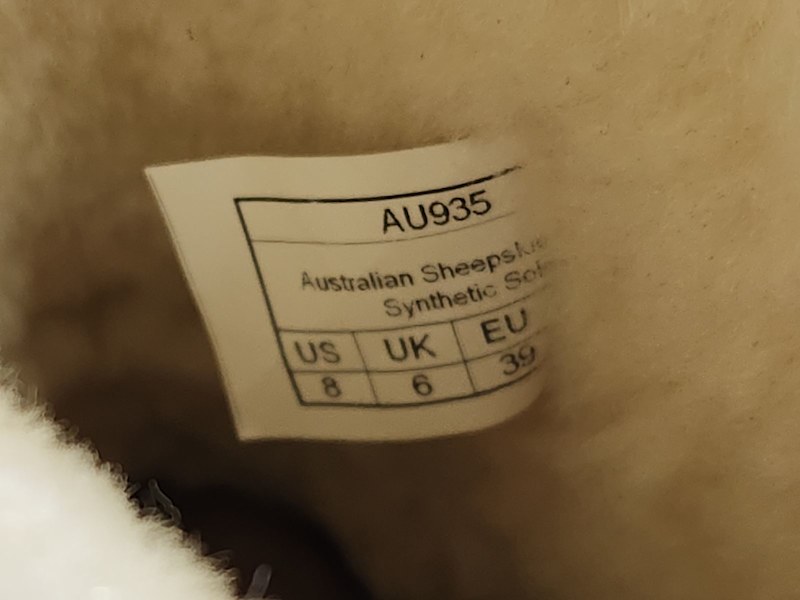 AU935
Australian
Synthetic
US UK EU
8 6 39